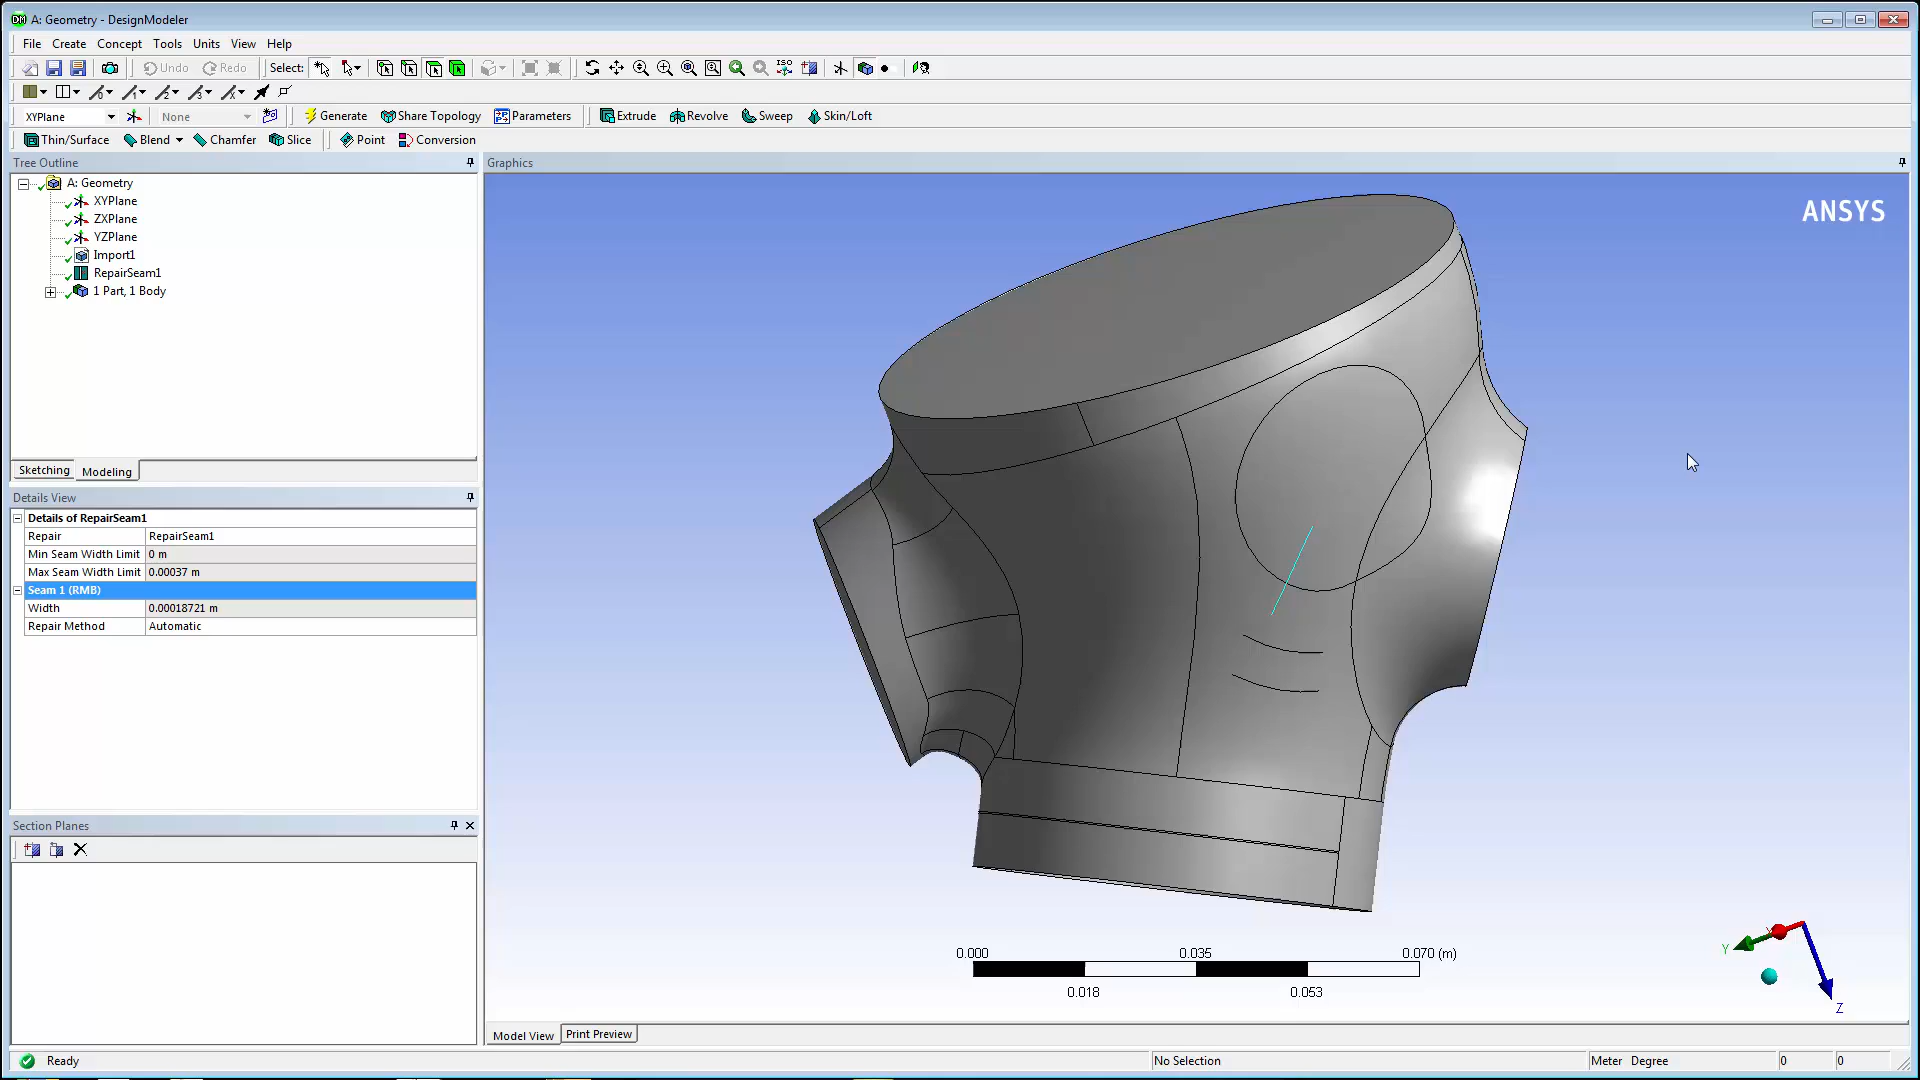 A: Geometry - DesignModeler
File Create Concept Tools Units View Help
Undo Redo Select: ISO
XYPlane None Generate Share Topology Parameters Extrude Revolve Sweep Skin/Loft
Thin/Surface Blend Chamfer Slice Point Conversion
Tree Outline
A: Geometry
XYPlane
ZXPlane
YZPlane
Import1
RepairSeam1
1 Part, 1 Body
Sketching Modeling
Details View
Details of RepairSeam1
Repair RepairSeam1
Min Seam Width Limit 0 m
Max Seam Width Limit 0.00037 m
Seam 1 (RMB)
Width 0.00018721 m
Repair Method Automatic
Section Planes
Graphics
ANSYS
0.000 0.035 0.070 (m)
0.018 0.053
Y
Z
Model View Print Preview
Ready No Selection Meter Degree 0 0